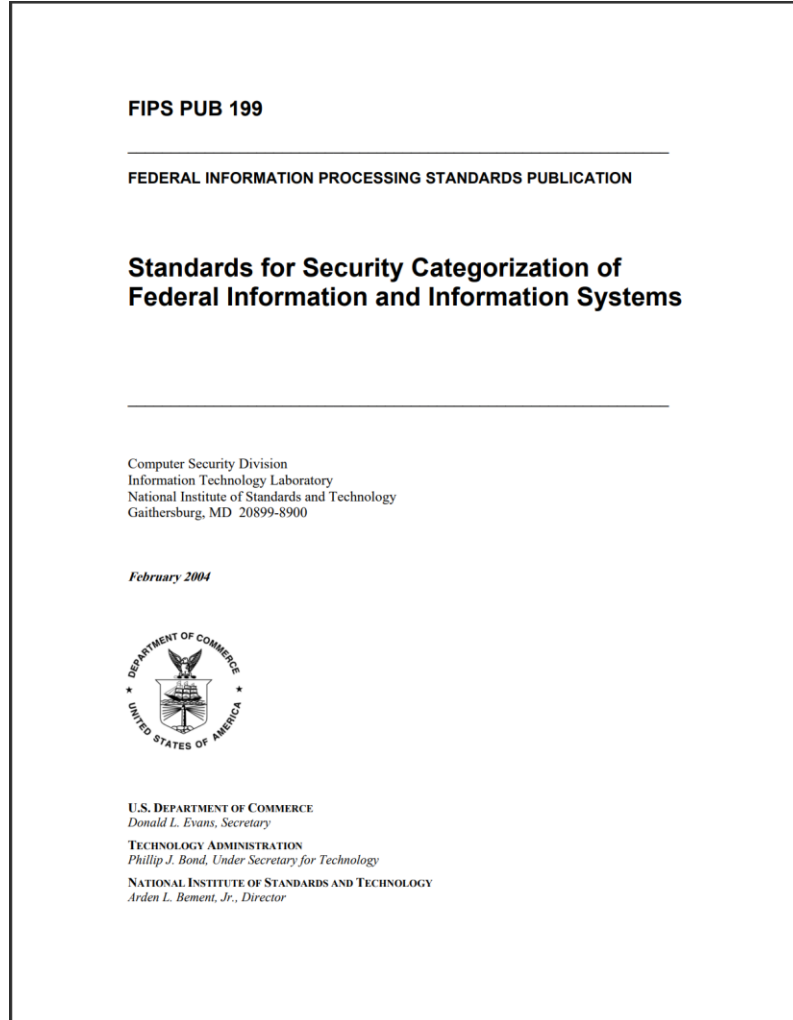 FIPS PUB 199
FEDERAL INFORMATION PROCESSING STANDARDS PUBLICATION
Standards for Security Categorization of
Federal Information and Information Systems
Computer Security Division
Information Technology Laboratory
National Institute of Standards and Technology
Gaithersburg, MD 20899-8900
February 2004
DEPARTMENT OF COMMERCE
UNITED STATES OF AMERICA
U.S. DEPARTMENT OF COMMERCE
Donald L. Evans, Secretary
TECHNOLOGY ADMINISTRATION
Phillip J. Bond, Under Secretary for Technology
NATIONAL INSTITUTE OF STANDARDS AND TECHNOLOGY
Arden L. Bement, Jr., Director